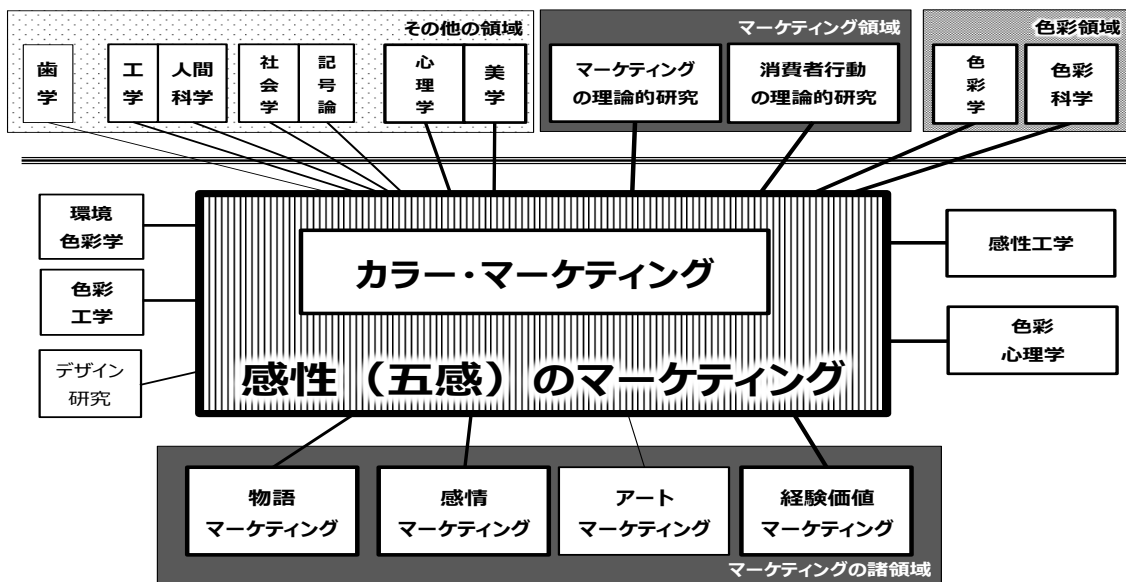 その他の領域
マーケティング領域
色彩領域
歯学
工学
人間
科学
社会学
記号論
心理学
美学
マーケティング
の理論的研究
消費者行動
の理論的研究
色彩学
色彩
科学
環境
色彩学
色彩
工学
デザイン
研究
カラー・マーケティング
感性（五感）のマーケティング
感性工学
色彩
心理学
物語
マーケティング
感情
マーケティング
アート
マーケティング
経験価値
マーケティング
マーケティングの諸領域